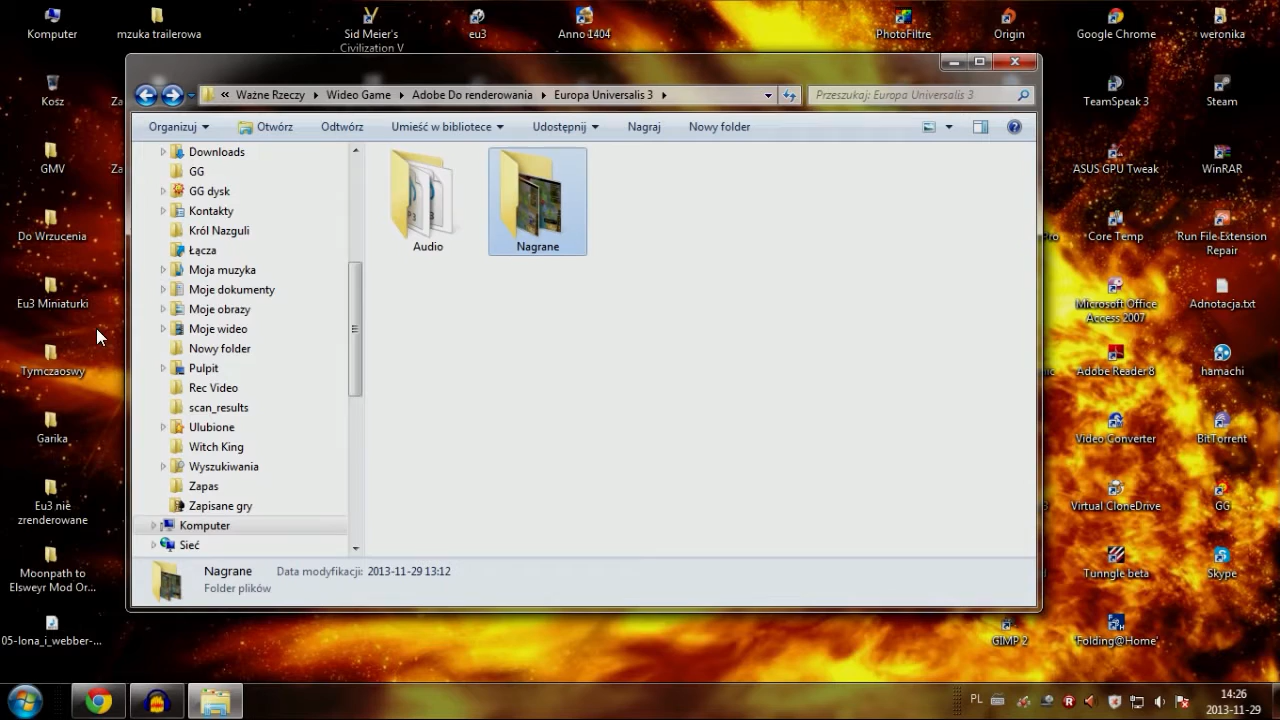 Komputer
mzuka trailerowa
Sid Meier's
Civilization V
eu3
Anno 1404
PhotoFiltre
Origin
Google Chrome
weronika
Kosz
Za
GMV
Za
Do Wrzucenia
Eu3 Miniaturki
Tymczaoswy
Garika
Eu3 nie
zrenderowane
Moonpath to
Elsweyr Mod Or...
05-Iona_i_webber-...
« Ważne Rzeczy
Video Game
Adobe Do renderowania
Europa Universalis 3
Przeszukaj: Europa Universalis 3
Organizuj
Otwórz
Odtwórz
Umieść w bibliotece
Udostępnij
Nagraj
Nowy folder
Downloads
GG
GG dysk
Kontakty
Król Nazguli
Łącza
Moja muzyka
Moje dokumenty
Moje obrazy
Moje wideo
Nowy folder
Pulpit
Rec Video
scan_results
Ulubione
Witch King
Wyszukiwania
Zapas
Zapisane gry
Komputer
Sieć
Audio
Nagrane
Nagrane
Data modyfikacji: 2013-11-29 13:12
Folder plików
TeamSpeak 3
Steam
ASUS GPU Tweak
WinRAR
Pro
Core Temp
Run File-Extension
Repair
Microsoft Office
Access 2007
Adnotacja.txt
Adobe Reader 8
hamachi
Video Converter
BitTorrent
Virtual CloneDrive
GG
Tunngle beta
Skype
GIMP 2
'Folding@Home'
PL
14:26
2013-11-29